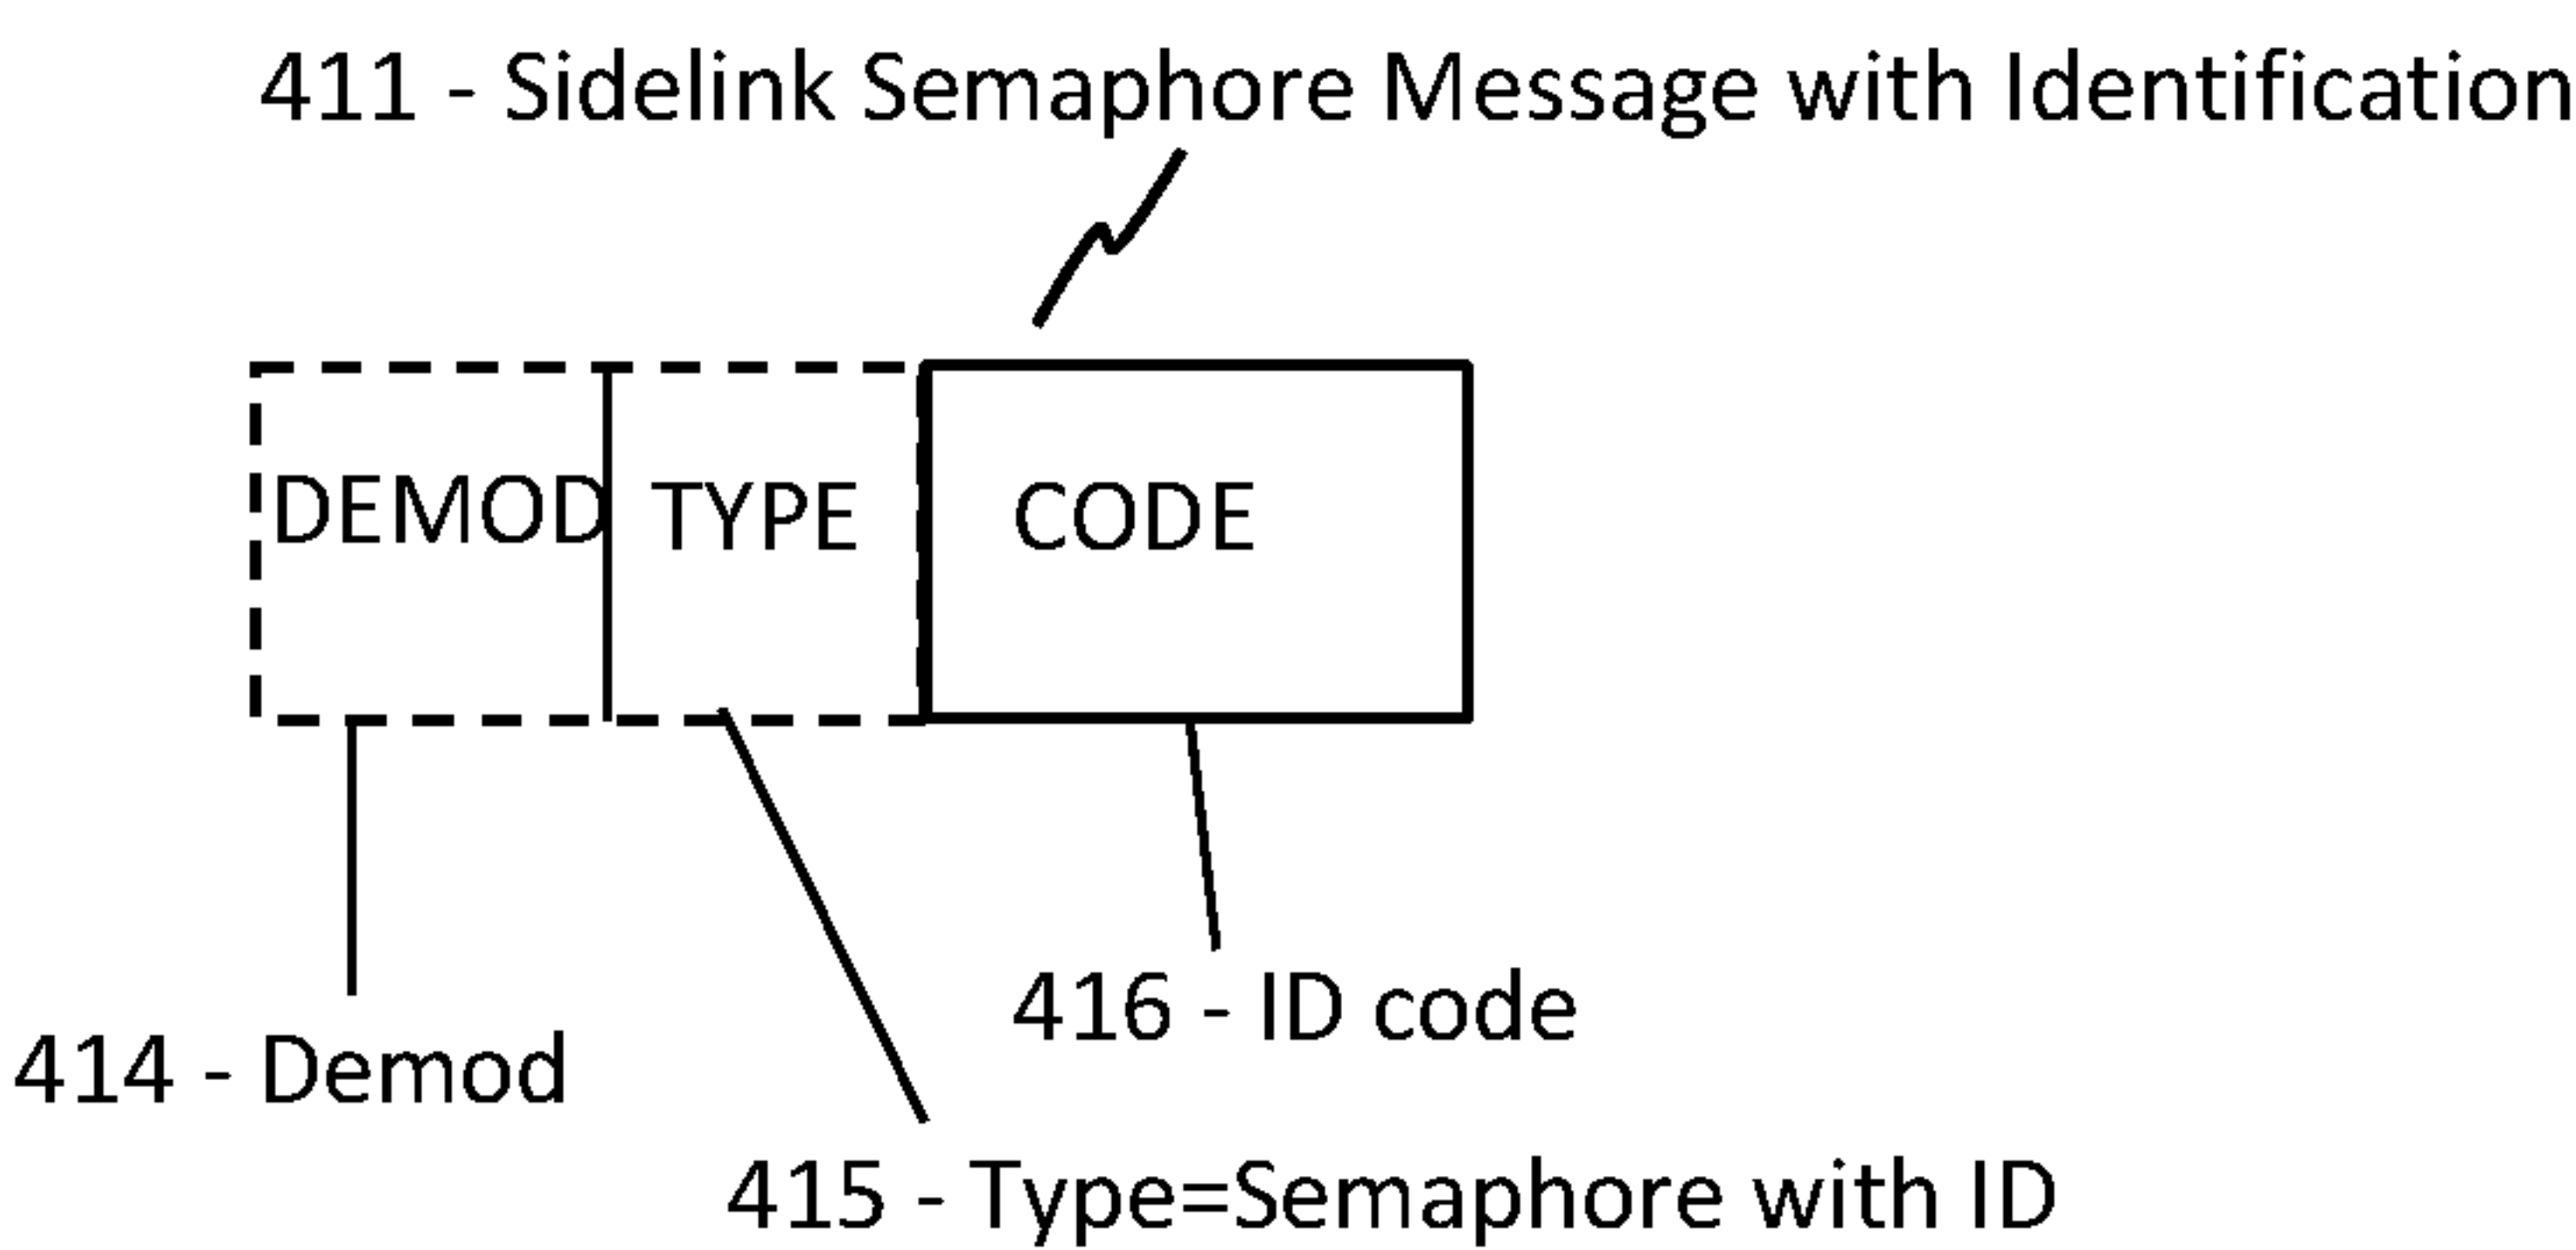 411 - Sidelink Semaphore Message with Identification
DEMOD TYPE CODE
416 - ID code
414 - Demod
415 - Type=Semaphore with ID